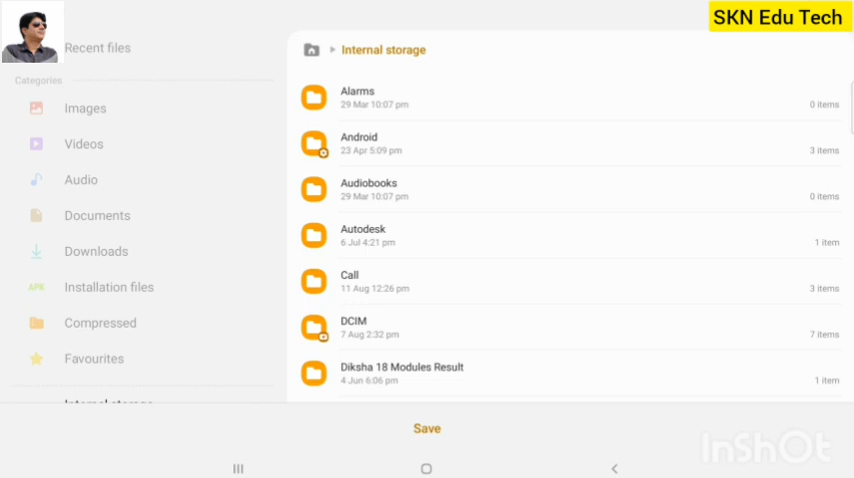 SKN Edu Tech
Recent files
Categories
Images
Videos
Audio
Documents
Downloads
APK
Installation files
Compressed
Favourites
Internal storage
Internal storage
Alarms
29 Mar 10:07 pm
0 items
Android
23 Apr 5:09 pm
3 items
Audiobooks
29 Mar 10:07 pm
0 items
Autodesk
6 Jul 4:21 pm
1 item
Call
11 Aug 12:26 pm
3 items
DCIM
7 Aug 2:32 pm
7 items
Diksha 18 Modules Result
4 Jun 6:06 pm
1 item
Save
InShOt